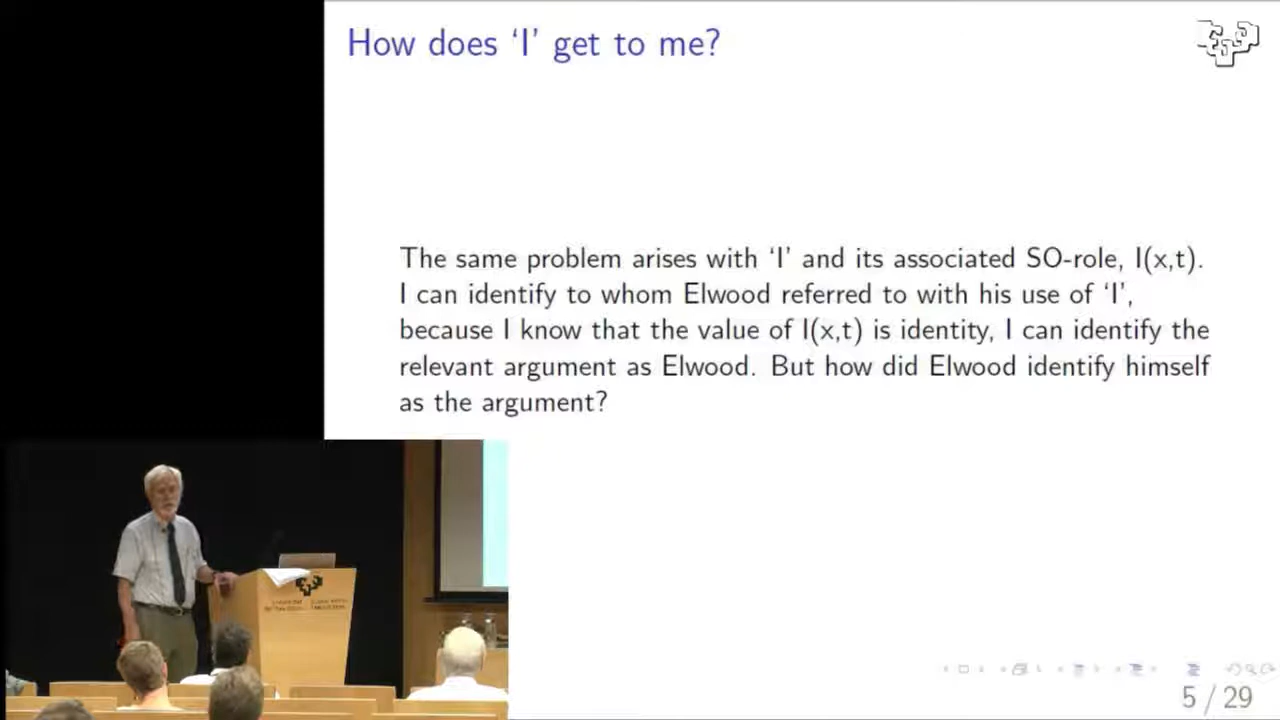 How does ‘I’ get to me?
The same problem arises with ‘I’ and its associated SO-role, I(x,t).
I can identify to whom Elwood referred to with his use of ‘I’,
because I know that the value of I(x,t) is identity, I can identify the
relevant argument as Elwood. But how did Elwood identify himself
as the argument?
5 / 29